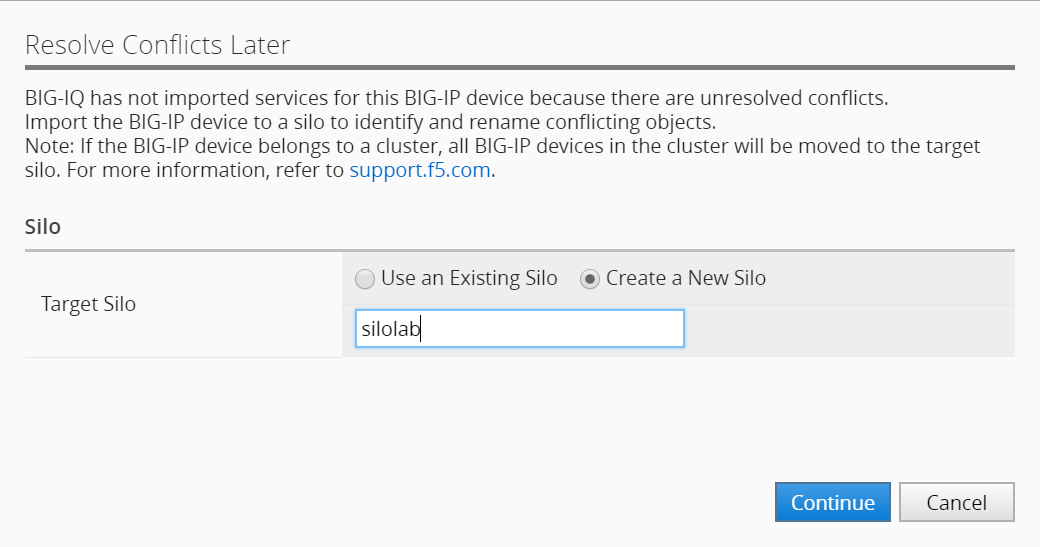 Resolve Conflicts Later
BIG-IQ has not imported services for this BIG-IP device because there are unresolved conflicts.
Import the BIG-IP device to a silo to identify and rename conflicting objects.
Note: If the BIG-IP device belongs to a cluster, all BIG-IP devices in the cluster will be moved to the target
silo. For more information, refer to support.f5.com.
Silo
Target Silo
Use an Existing Silo Create a New Silo
silolab
Continue Cancel